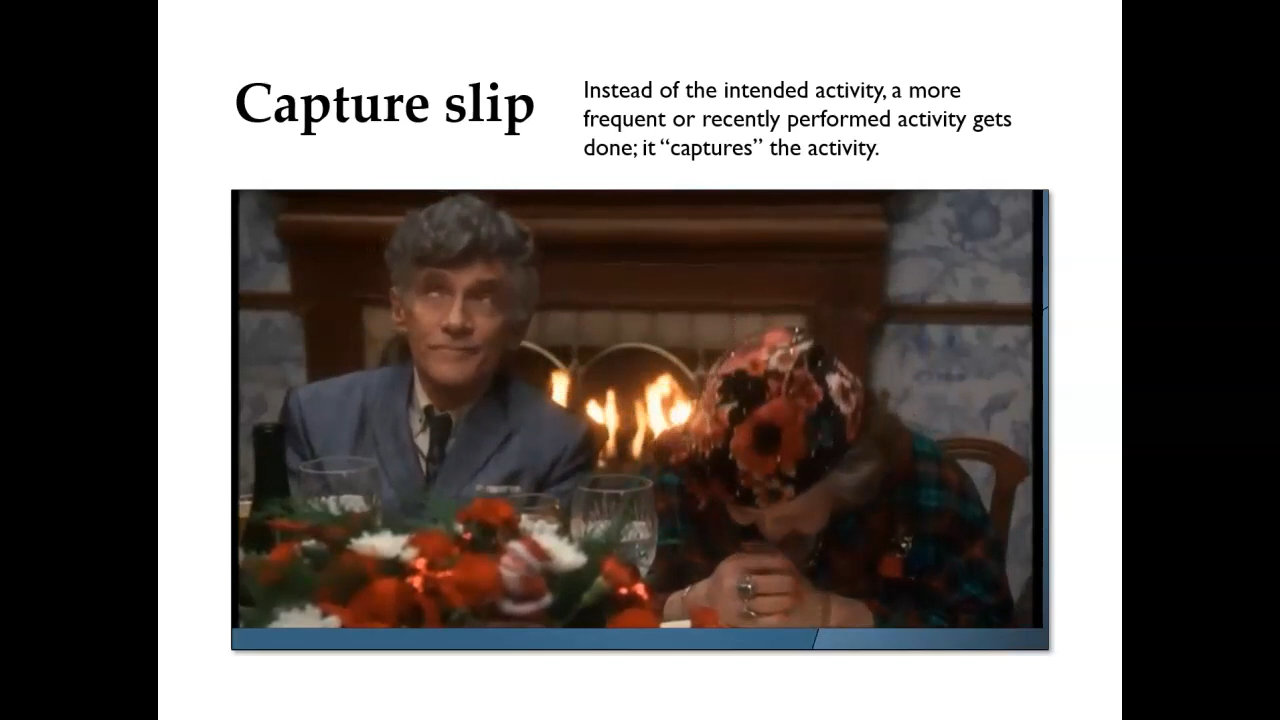 Capture slip
Instead of the intended activity, a more
frequent or recently performed activity gets
done; it “captures” the activity.